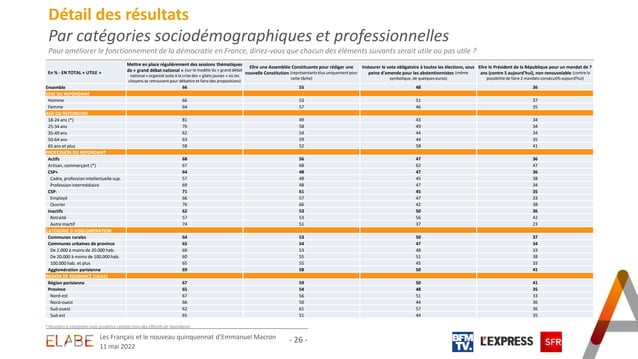 Détail des résultats
Par catégories sociodémographiques et professionnelles
Pour améliorer le fonctionnement de la démocratie en France, diriez-vous que chacun des éléments suivants serait utile ou pas utile ?
En % - EN TOTAL « UTILE »
Mettre en place régulièrement des sessions thématiques de « grand débat national » (sur le modèle du « grand débat national » organisé suite à la crise des « gilets jaunes » où les citoyens se retrouvent pour débattre et faire des propositions)
Elire une Assemblée Constituante pour rédiger une nouvelle Constitution (représentants élus uniquement pour cette tâche)
Instaurer le vote obligatoire à toutes les élections, sous peine d'amende pour les abstentionnistes (même symbolique, de quelques euros)
Elire le Président de la République pour un mandat de 7 ans (contre 5 aujourd'hui), non renouvelable (contre la possibilité de faire 2 mandats consécutifs aujourd'hui)
Ensemble 66 55 48 36
SEXE DU REPONDANT
Homme 66 53 51 37
Femme 64 57 46 35
AGE DU REPONDANT
18-24 ans (*) 81 49 43 34
25-34 ans 76 58 49 34
35-49 ans 62 54 44 34
50-64 ans 63 59 44 35
65 ans et plus 58 52 58 41
PROFESSION DU REPONDANT
Actifs 68 56 47 36
Artisan, commerçant (*) 67 68 62 47
CSP+ 64 48 47 36
Cadre, profession intellectuelle sup. 57 48 45 38
Profession intermédiaire 69 48 47 34
CSP- 71 61 45 35
Employé 66 57 47 33
Ouvrier 76 66 42 38
Inactifs 62 53 50 36
Retraité 57 53 56 42
Autre inactif 74 51 37 23
CATEGORIE D'AGGLOMERATION
Communes rurales 64 53 50 37
Communes urbaines de province 65 54 47 34
De 2.000 à moins de 20.000 hab. 69 53 48 33
De 20.000 à moins de 100.000 hab. 60 55 51 38
100.000 hab. et plus 65 55 45 33
Agglomération parisienne 69 58 50 41
REGION DE RESIDENCE (UDA5)
Région parisienne 67 59 50 41
Province 65 54 48 35
Nord-est 67 56 51 33
Nord-ouest 66 50 44 36
Sud-ouest 62 61 57 36
Sud-est 65 51 44 35
* Résultats à interpréter avec prudence compte-tenu des effectifs de répondants
ELABE
Les Français et le nouveau quinquennat d'Emmanuel Macron
11 mai 2022
- 26 -
BFM TV.
L'EXPRESS
SFR